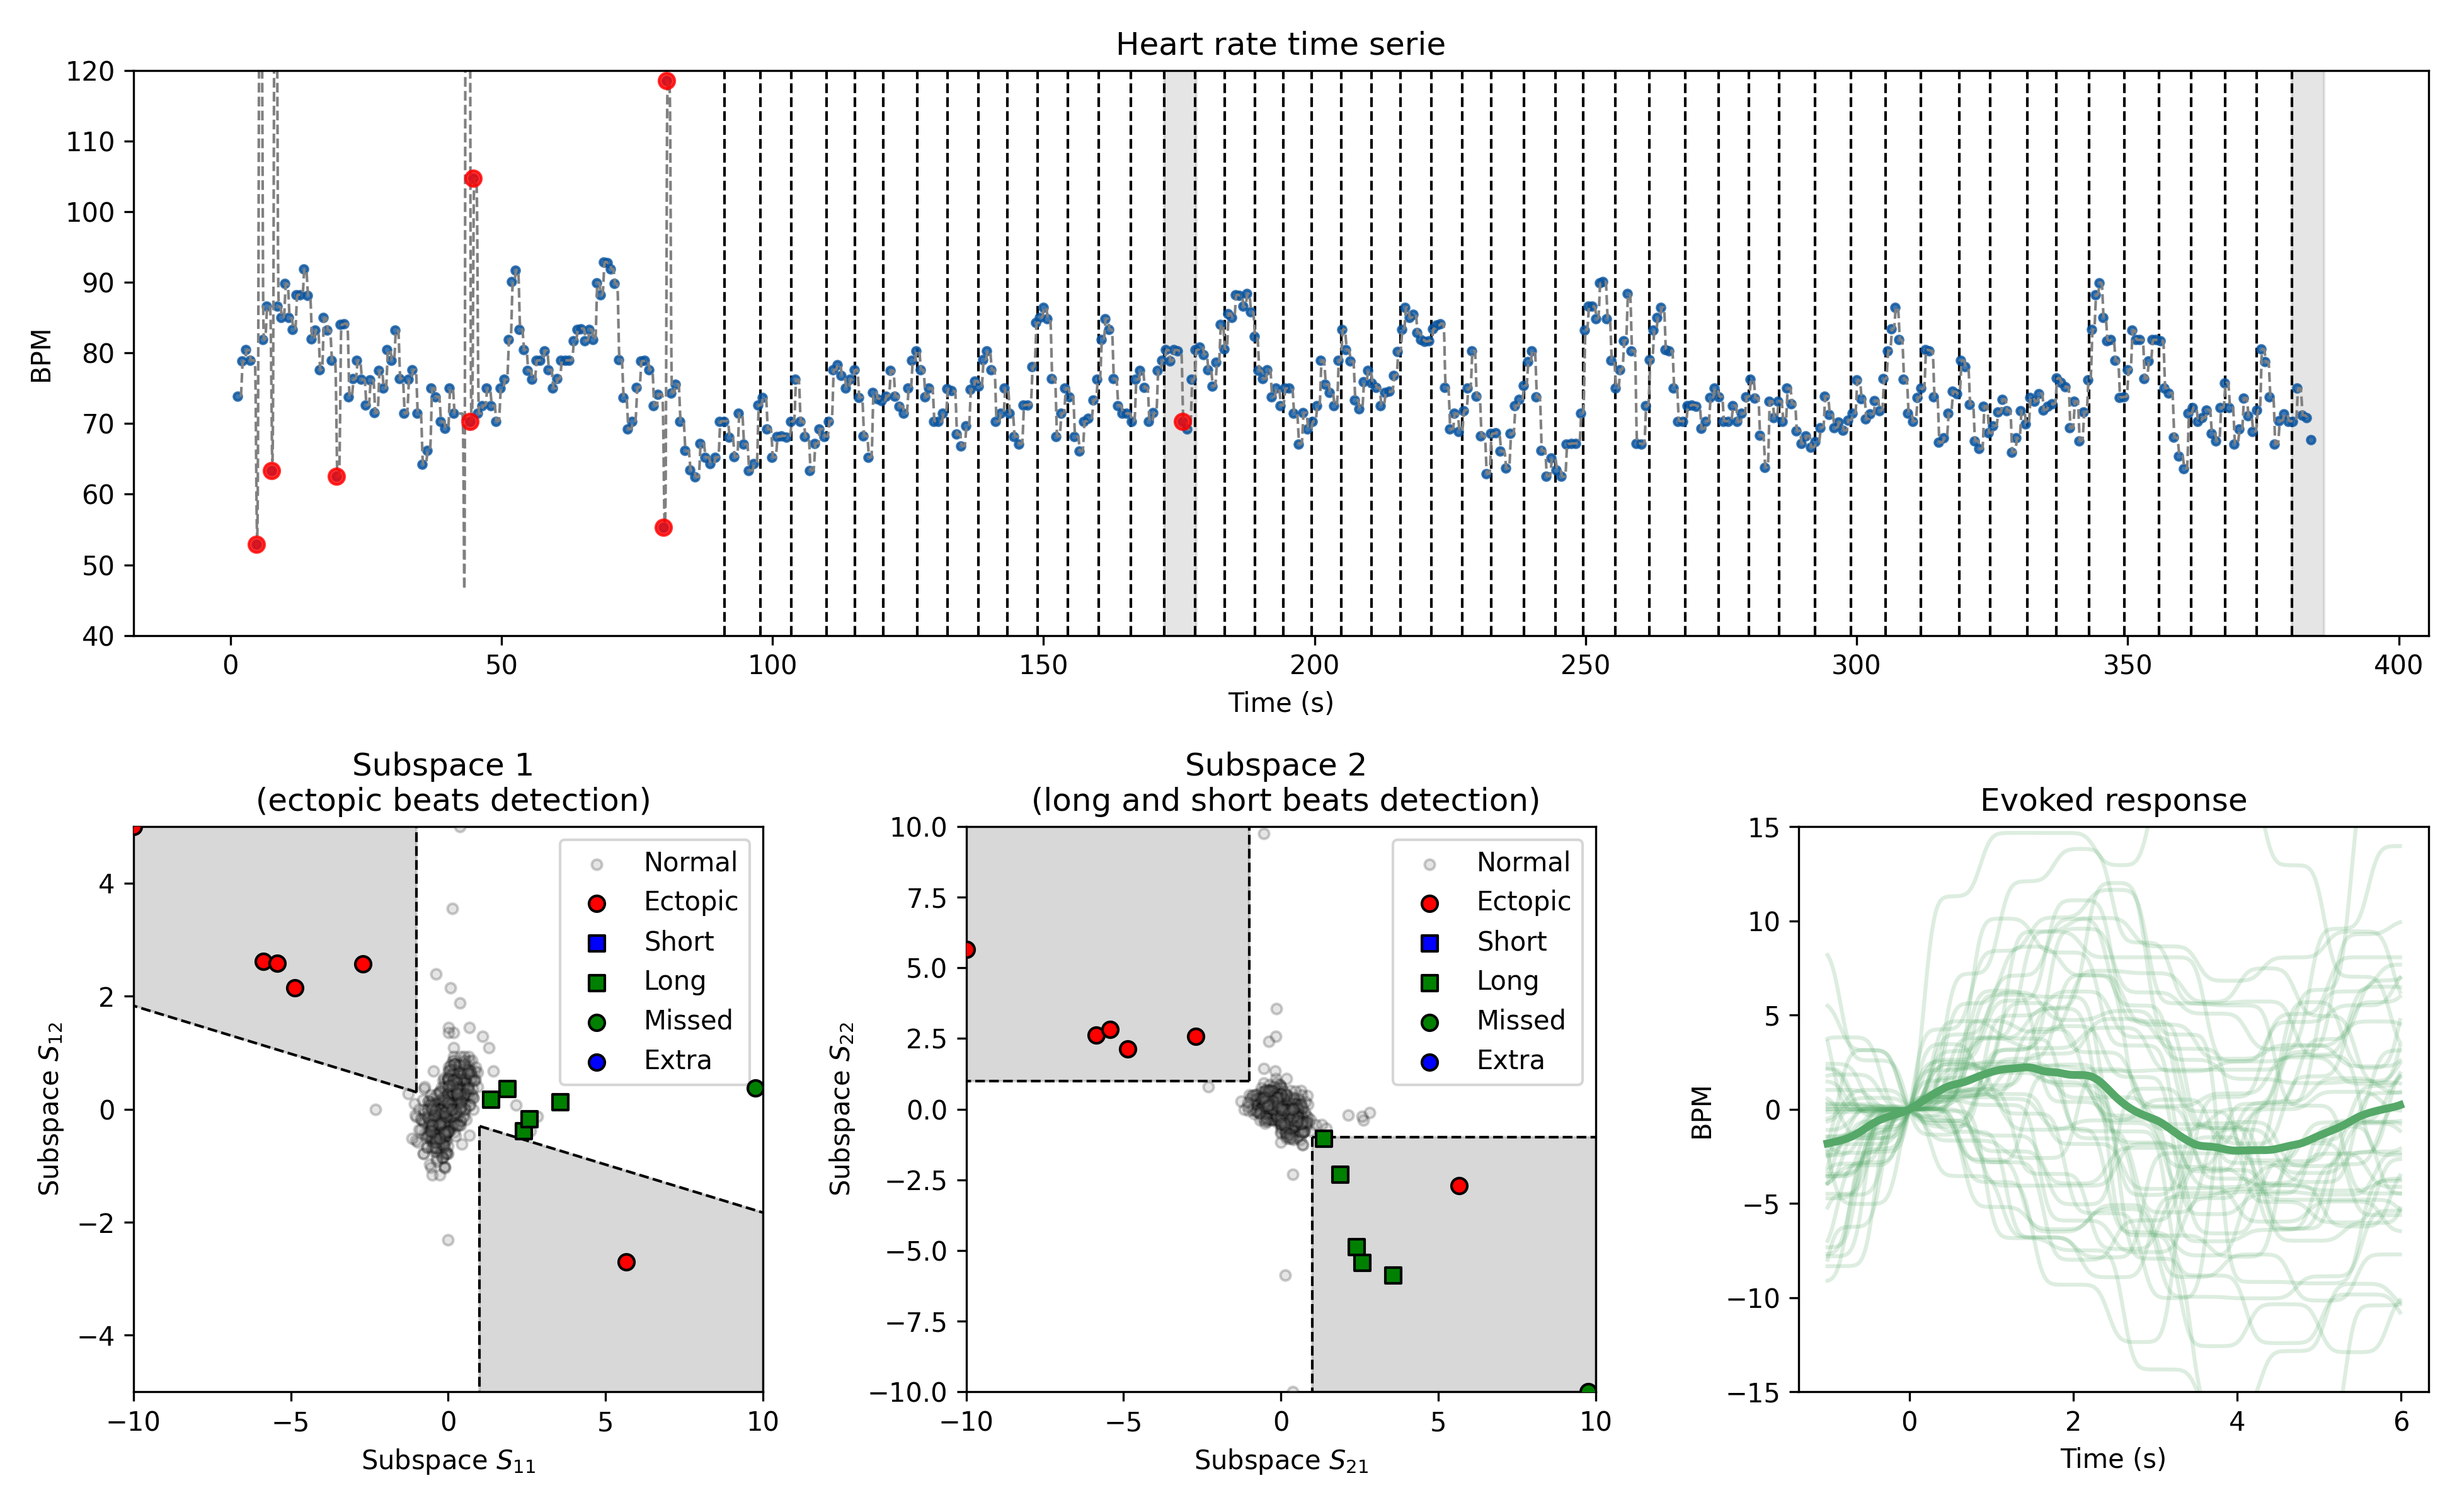 Heart rate time serie
BPM
120
110
100
90
80
70
60
50
40
0
50
100
150
200
250
300
350
400
Time (s)
Subspace 1
(ectopic beats detection)
Subspace S12
4
2
0
−2
−4
Normal
Ectopic
Short
Long
Missed
Extra
−10
−5
0
5
10
Subspace S11
Subspace 2
(long and short beats detection)
Subspace S22
10.0
7.5
5.0
2.5
0.0
−2.5
−5.0
−7.5
−10.0
Normal
Ectopic
Short
Long
Missed
Extra
−10
−5
0
5
10
Subspace S21
Evoked response
BPM
15
10
5
0
−5
−10
−15
0
2
4
6
Time (s)